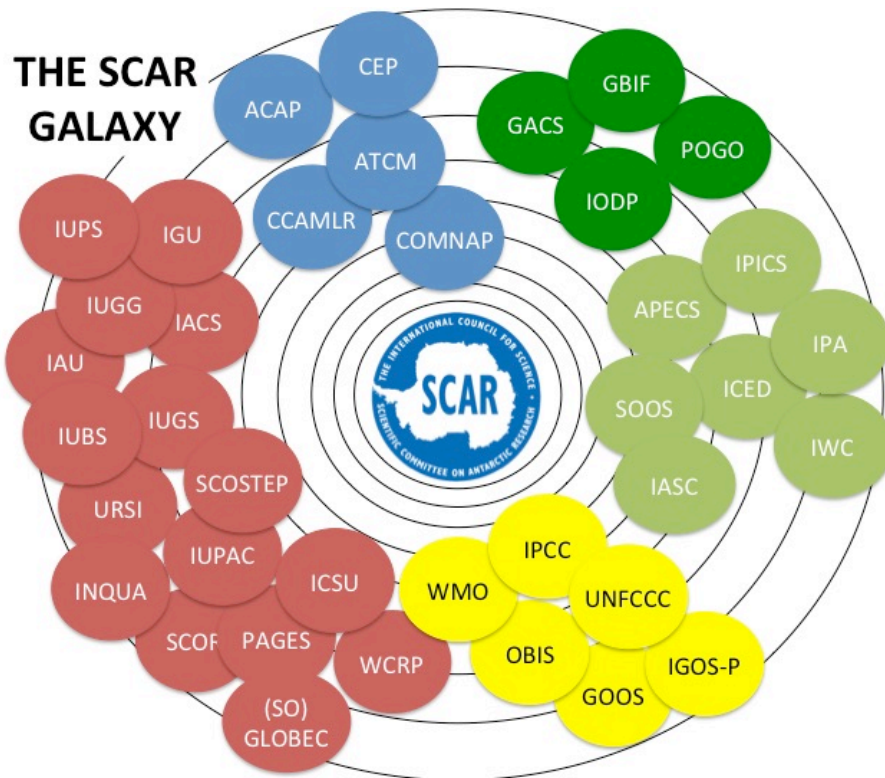 THE SCAR
GALAXY
CEP
ACAP
ATCM
CCAMLR
COMNAP
GBIF
GACS
POGO
IODP
IUPS
IGU
IUGG
IACS
IAU
IUGS
IUBS
SCOSTEP
URSI
IUPAC
INQUA
ICSU
SCOR
PAGES
WCRP
(SO)
GLOBEC
IPICS
APECS
IPA
ICED
SOOS
IWC
IASC
IPCC
WMO
UNFCCC
OBIS
IGOS-P
GOOS
THE INTERNATIONAL COUNCIL FOR SCIENCE
SCAR
SCIENTIFIC COMMITTEE ON ANTARCTIC RESEARCH